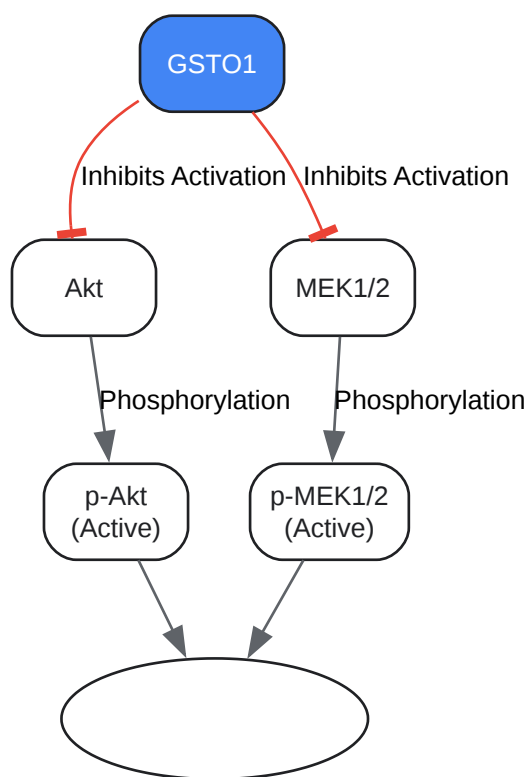 GSTO1
Inhibits Activation
Inhibits Activation
Akt
MEK1/2
Phosphorylation
Phosphorylation
p-Akt
(Active)
p-MEK1/2
(Active)